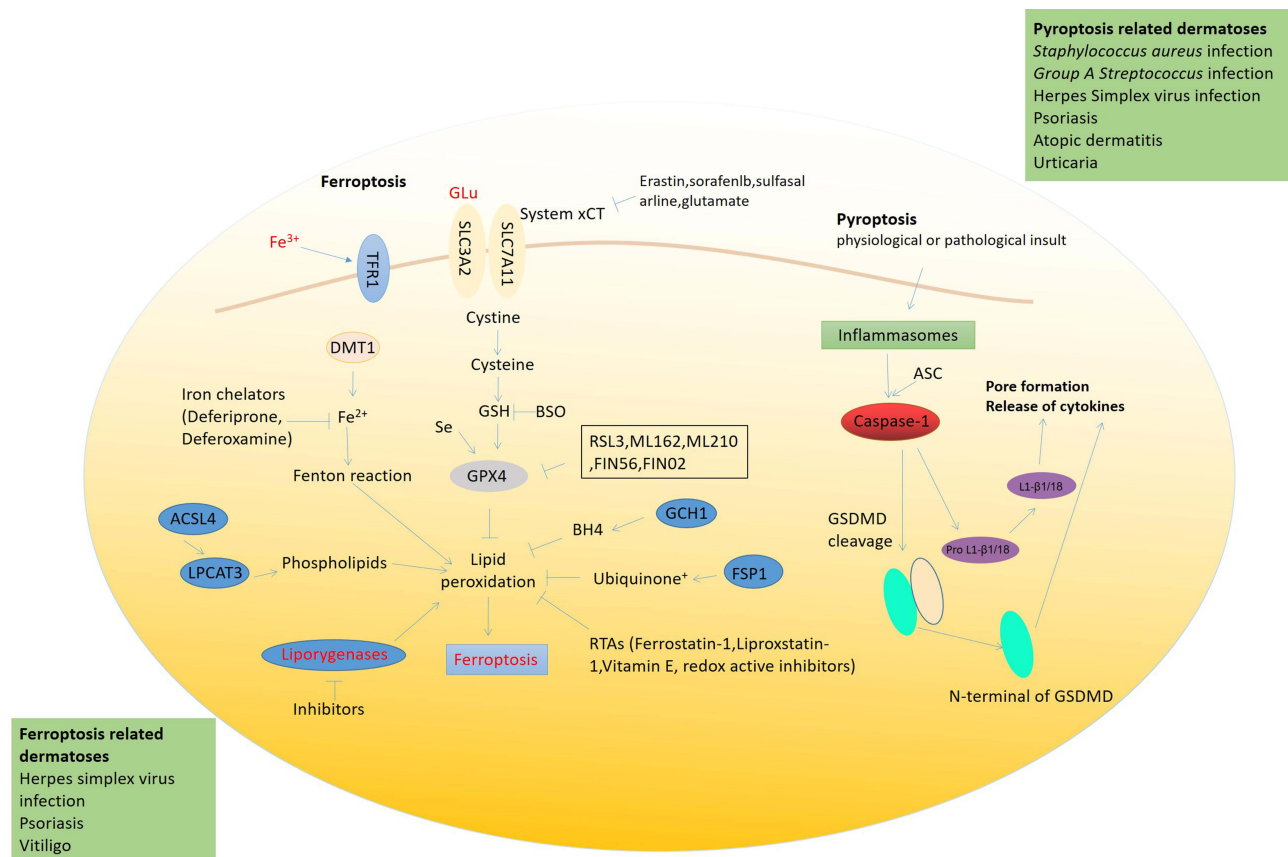 Pyroptosis related dermatoses
Staphylococcus aureus infection
Group A Streptococcus infection
Herpes Simplex virus infection
Psoriasis
Atopic dermatitis
Urticaria
Ferroptosis
GLu
SLC3A2
SLC7A11
System xCT
Erastin,sorafenlb,sulfasal
arline,glutamate
Fe³⁺
TFR1
Pyroptosis
physiological or pathological insult
Cystine
Cysteine
GSH
BSO
Se
GPX4
RSL3,ML162,ML210
,FIN56,FIN02
DMT1
Iron chelators
(Deferiprone,
Deferoxamine)
Fe²⁺
Fenton reaction
ACSL4
LPCAT3
Phospholipids
Lipid
peroxidation
BH4
GCH1
Ubiquinone⁺
FSP1
Liporygenases
Inhibitors
Ferroptosis
RTAs (Ferrostatin-1,Liproxstatin-
1,Vitamin E, redox active inhibitors)
Inflammasomes
ASC
Caspase-1
Pore formation
Release of cytokines
L1-β1/18
Pro L1-β1/18
GSDMD
cleavage
N-terminal of GSDMD
Ferroptosis related
dermatoses
Herpes simplex virus
infection
Psoriasis
Vitiligo